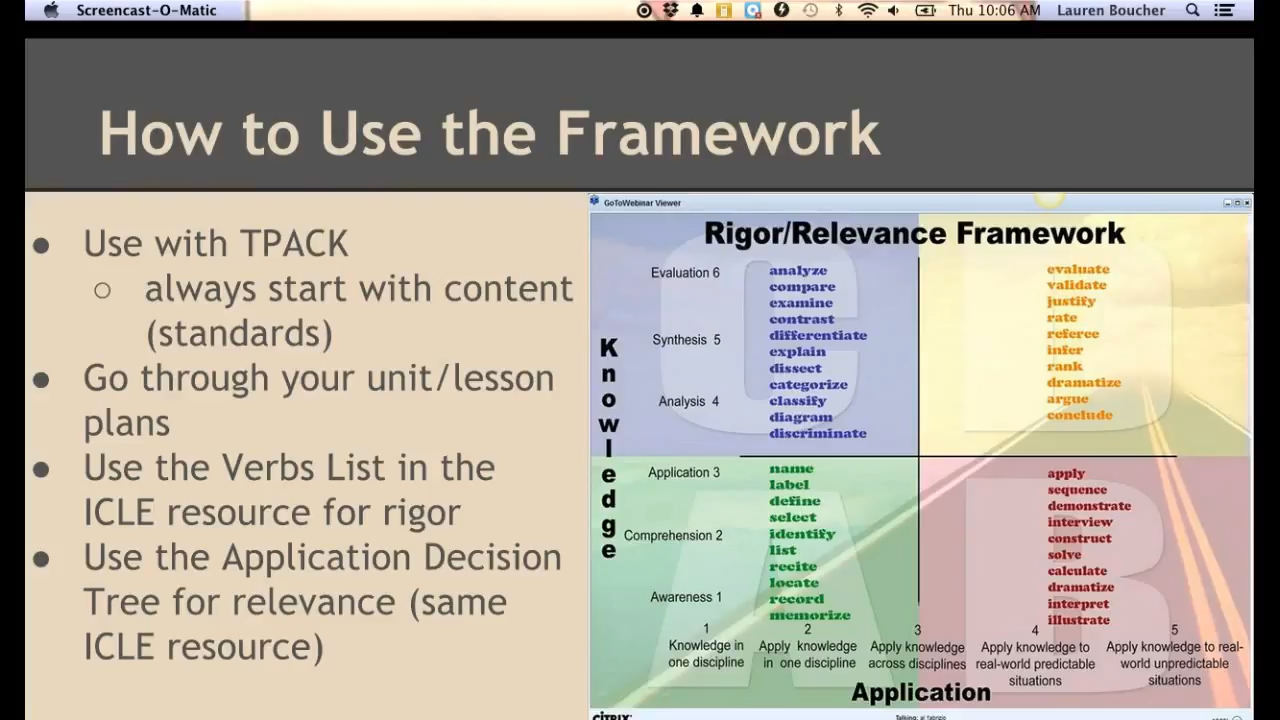 Screencast-O-Matic
Thu 10:06 AM
Lauren Boucher
How to Use the Framework
● Use with TPACK
○ always start with content
(standards)
● Go through your unit/lesson
plans
● Use the Verbs List in the
ICLE resource for rigor
● Use the Application Decision
Tree for relevance (same
ICLE resource)
GoToWebinar Viewer
Rigor/Relevance Framework
Knowledge
Evaluation 6
Synthesis 5
Analysis 4
Application 3
Comprehension 2
Awareness 1
C
analyze
compare
examine
contrast
differentiate
explain
dissect
categorize
classify
diagram
discriminate
D
evaluate
validate
justify
rate
referee
infer
rank
dramatize
argue
conclude
A
name
label
define
select
identify
list
recite
locate
record
memorize
B
apply
sequence
demonstrate
interview
construct
solve
calculate
dramatize
interpret
illustrate
1
Knowledge in
one discipline
2
Apply knowledge
in one discipline
3
Apply knowledge
across disciplines
4
Apply knowledge to
real-world predictable
situations
5
Apply knowledge to real-
world unpredictable
situations
Application
CITRIX
Talking: